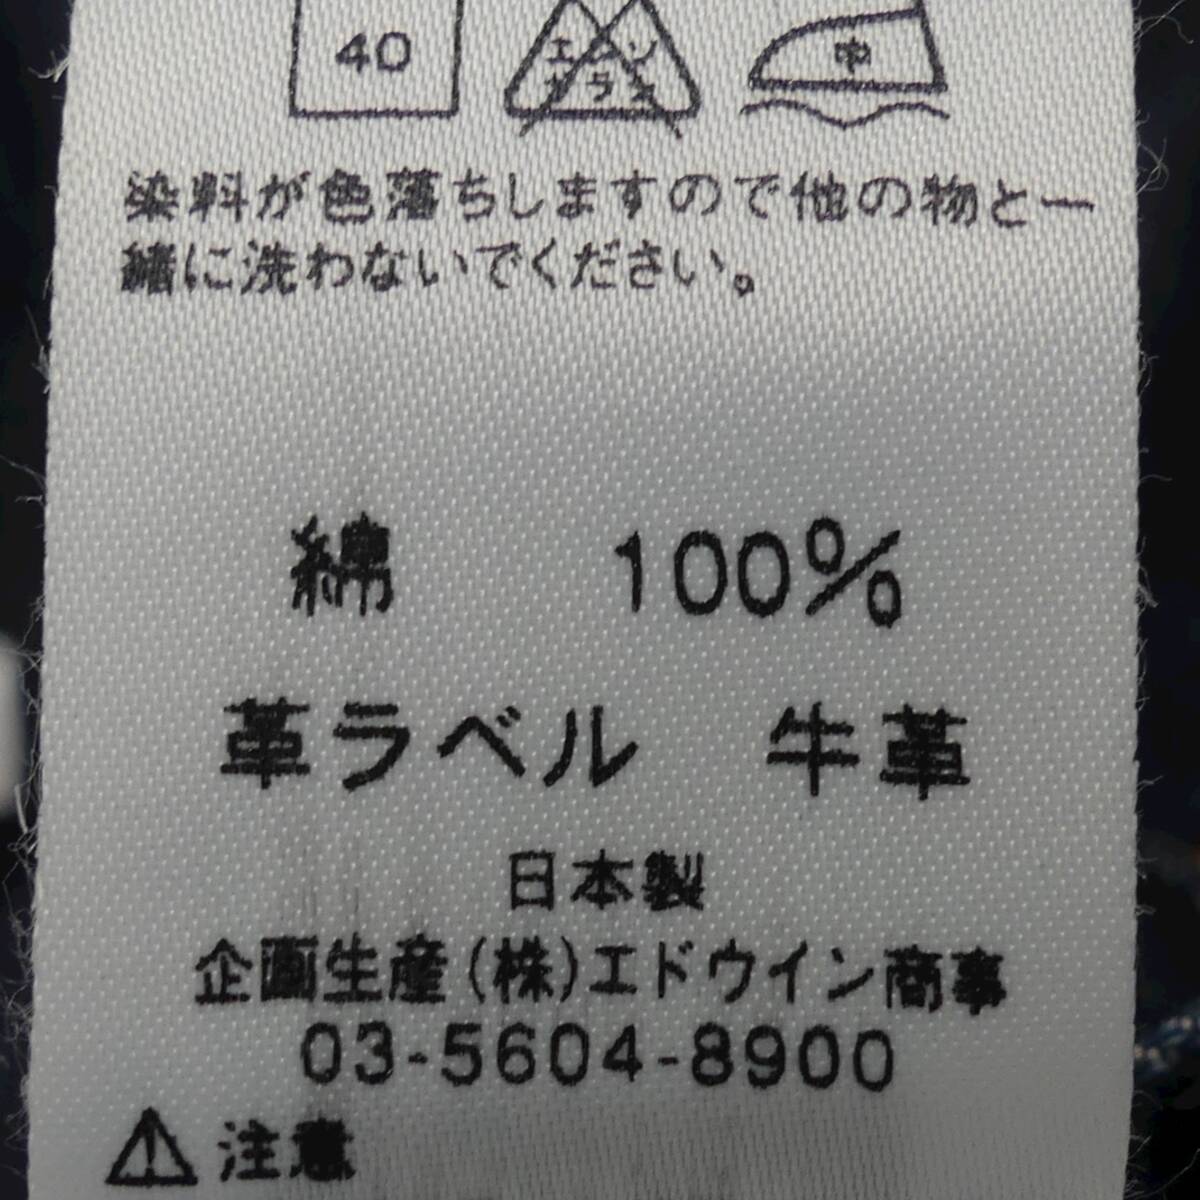 40 エンソ サラシ 中
染料が色落ちしますので他の物と一
緒に洗わないでください。
綿 100%
革ラベル 牛革
日本製
企画生産(株)エドウイン商事
03-5604-8900
⚠ 注意